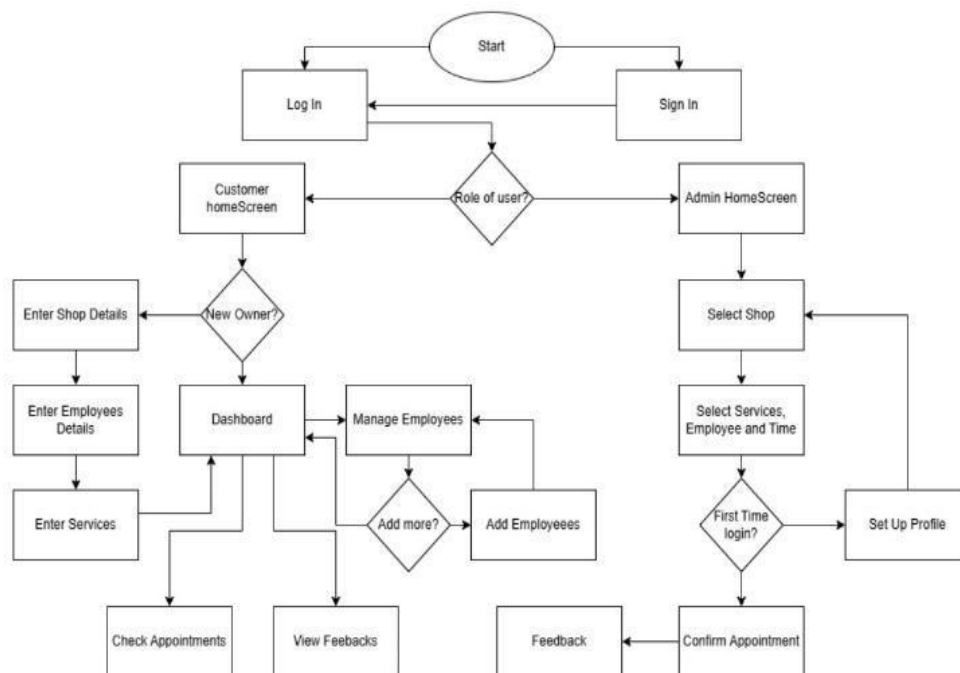 Start
Log In
Sign In
Customer
homeScreen
Role of user?
Admin HomeScreen
Enter Shop Details
New Owner?
Select Shop
Enter Employees
Details
Dashboard
Manage Employees
Select Services,
Employee and Time
Enter Services
Add more?
Add Employeees
First Time
login?
Set Up Profile
Check Appointments
View Feebacks
Feedback
Confirm Appointment